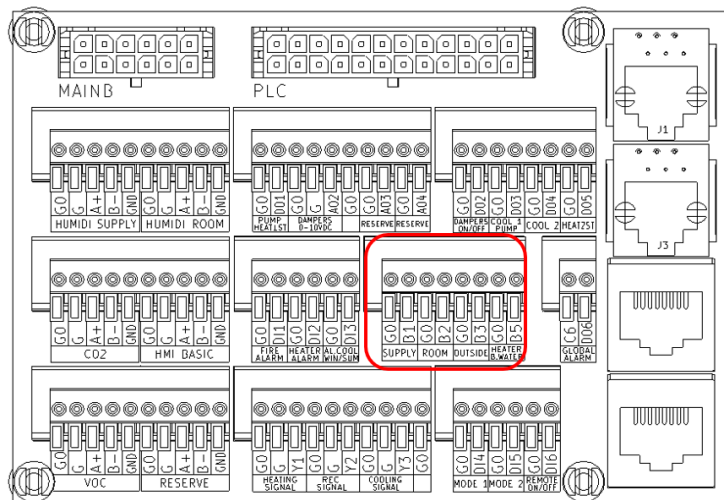 MAINB PLC
J1
G0 G A+ B- GND G0 G A+ B- GND G0 DO1 G0 G AO2 G0 AO3 G0 AO4 G0 DO2 G0 DO3 G0 DO4 G0 DO5
HUMIDI SUPPLY HUMIDI ROOM PUMP HEAT1ST DAMPERS 0-10VDC RESERVE RESERVE DAMPERS ON/OFF COOL 1 PUMP COOL 2 HEAT2ST
J3
G0 G A+ B- GND G0 G A+ B- GND G0 DI1 G0 DI2 G0 DI3 G0 B1 G0 B2 G0 B3 G0 B5 C6 DO6
CO2 HMI BASIC FIRE ALARM HEATER ALARM AL.COOL WIN/SUM SUPPLY ROOM OUTSIDE HEATER B.WATER GLOBAL ALARM
G0 G A+ B- GND G0 G A+ B- GND G0 G Y1 G0 G Y2 G0 G Y3 G0 G0 DI4 G0 DI5 G0 DI6
VOC RESERVE HEATING SIGNAL REC SIGNAL COOLING SIGNAL MODE 1 MODE 2 REMOTE ON/OFF